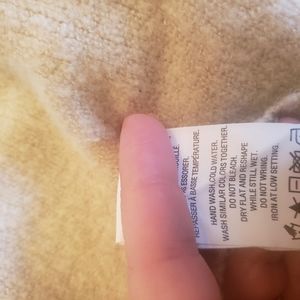 ESSORER.
REPASSER À BASSE TEMPÉRATURE.
HAND WASH, COLD WATER.
WASH SIMILAR COLORS TOGETHER.
DO NOT BLEACH.
DRY FLAT AND RESHAPE
WHILE STILL WET.
DO NOT WRING.
IRON AT LOW SETTING.